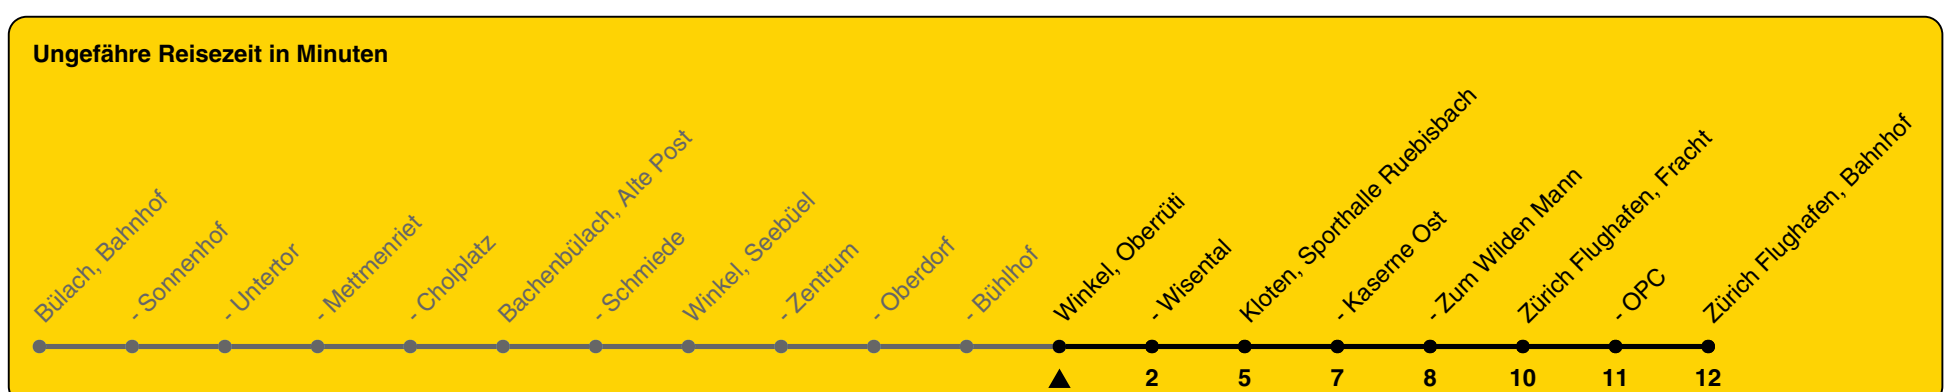 Ungefähre Reisezeit in Minuten
Bülach, Bahnhof
- Sonnenhof
- Untertor
- Mettmenriet
- Cholplatz
Bachenbülach, Alte Post
- Schmiede
Winkel, Seebüel
- Zentrum
- Oberdorf
- Bühlhof
Winkel, Oberrüti
- Wisental
Kloten, Sporthalle Ruebisbach
- Kaserne Ost
- Zum Wilden Mann
Zürich Flughafen, Fracht
- OPC
Zürich Flughafen, Bahnhof
2 5 7 8 10 11 12